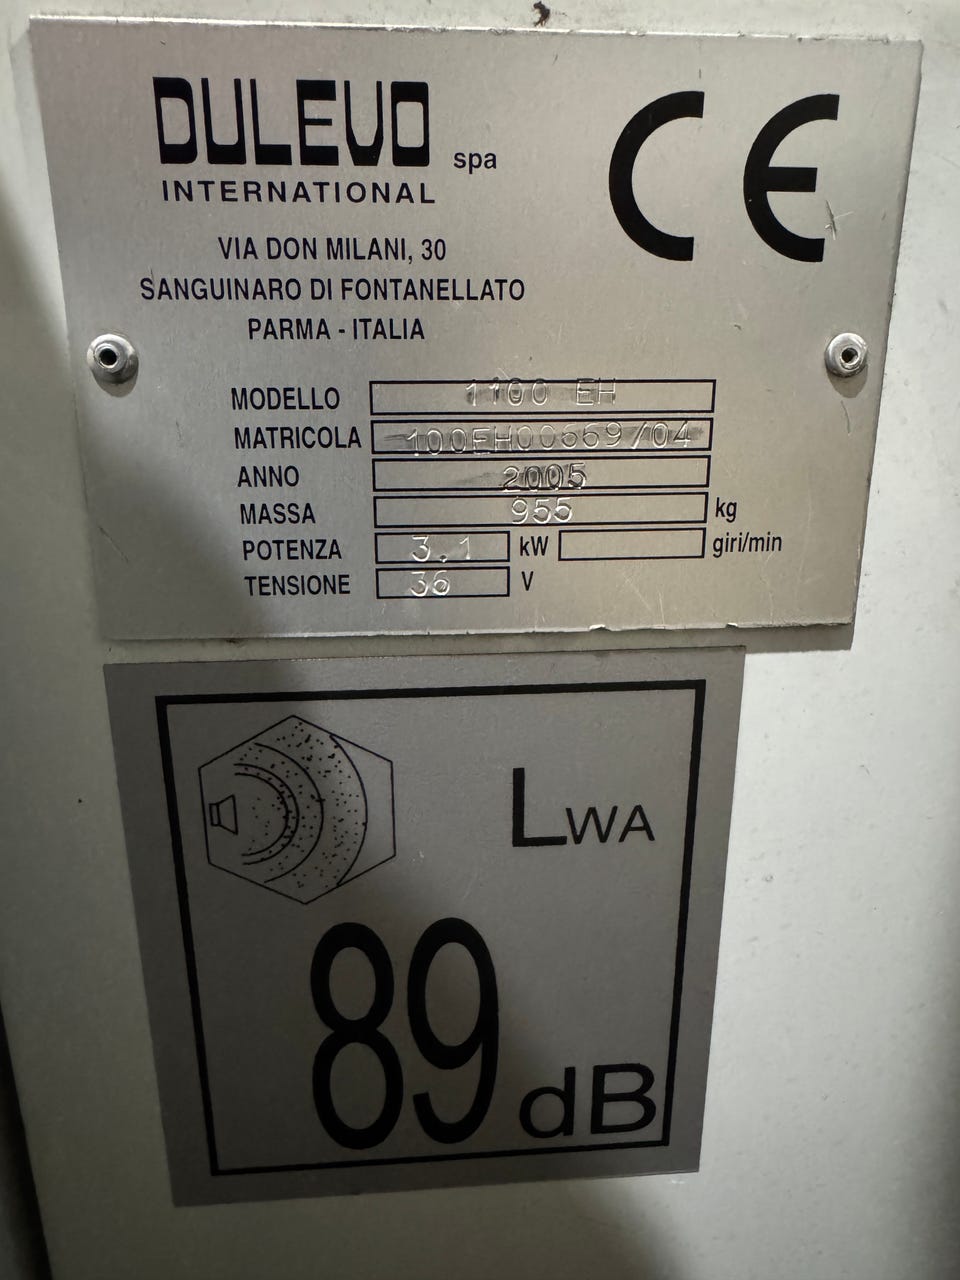 DULEVO spa
INTERNATIONAL
CE
VIA DON MILANI, 30
SANGUINARO DI FONTANELLATO
PARMA - ITALIA
MODELLO 1100 EH
MATRICOLA 100EH00669/04
ANNO 2005
MASSA 955 kg
POTENZA 3.1 kW giri/min
TENSIONE 36 V
LWA
89 dB